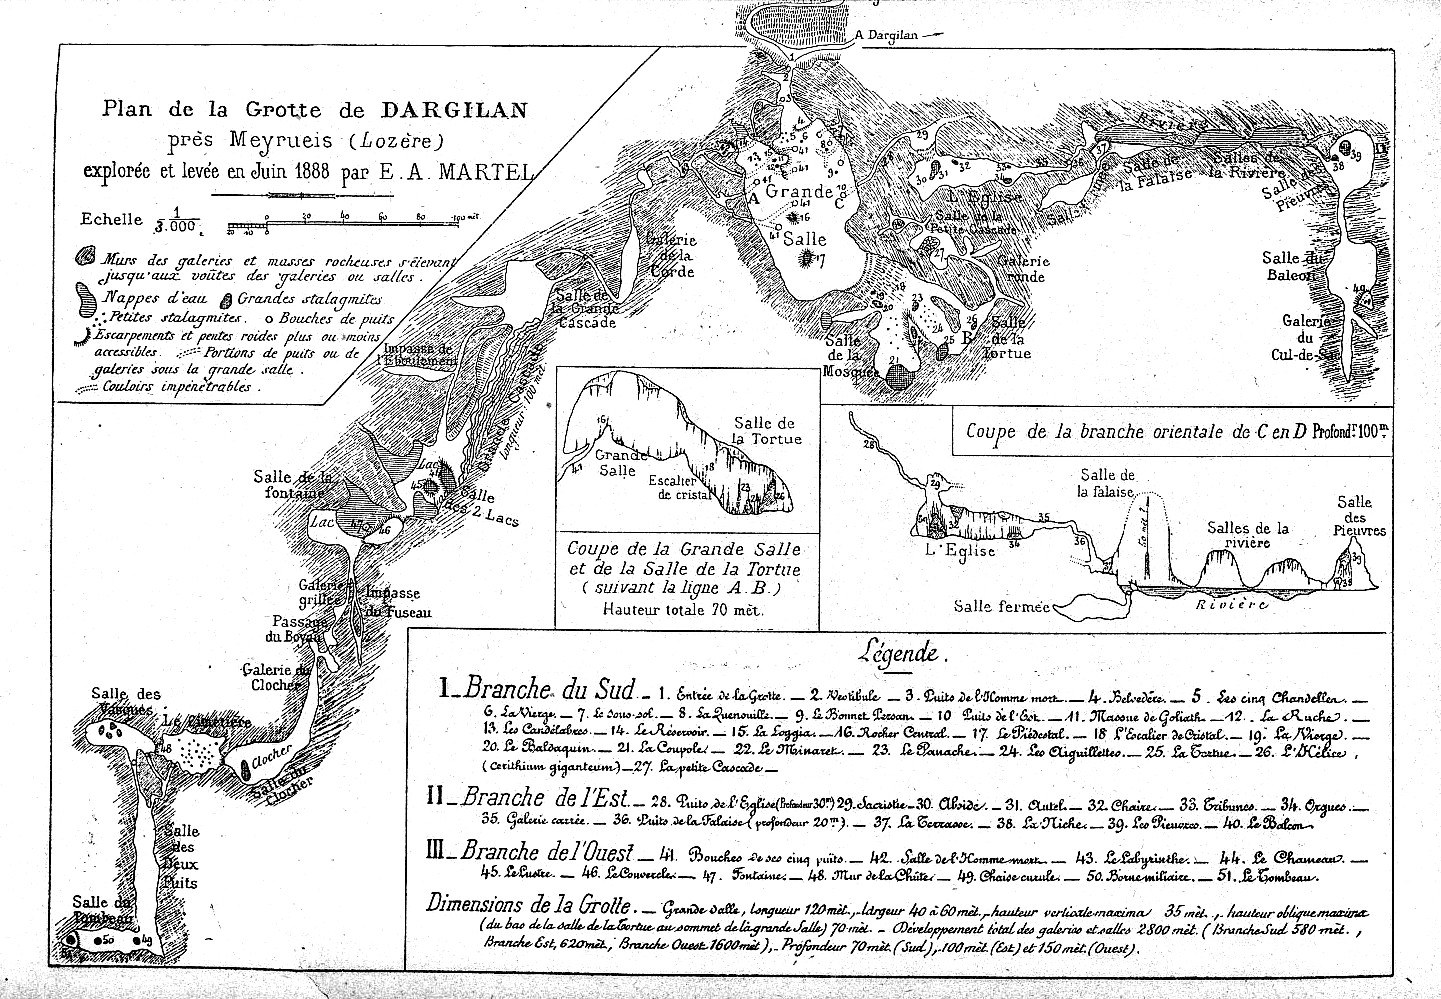 A Dargilan
Plan de la Grotte de DARGILAN
près Meyrueis (Lozère)
explorée et levée en Juin 1888 par E. A. MARTEL
Echelle 1/3.000
20 10 0 20 40 60 80 100 mèt.
Murs des galeries et masses rocheuses s'élevant
jusqu'aux voûtes des galeries ou salles.
Nappes d'eau Grandes stalagmites
Petites stalagmites. o Bouches de puits
Escarpements et pentes roides plus ou moins
accessibles. Portions de puits ou de
galeries sous la grande salle.
Couloirs impénétrables.
Grande
Salle
A
C
B
D
Galerie
de la
Corde
Salle de
la Grande
Cascade
Impasse de
l'Eboulement
Cascade
Longueur 100 mèt.
Lac
Salle
des 2 Lacs
Salle de la
fontaine
Lac
Galerie
grillée
Impasse
du Fuseau
Passage
du Boyau
Galerie du
Clocher
Salle des
Vasques
Le Cimetière
Clocher
Salle du
Clocher
Salle
des
Deux
Puits
Salle du
Tombeau
L'Eglise
Salle de la
Petite Cascade
Galerie
ronde
Salle
de la
Tortue
Salle
de la
Mosquée
Rivière
Salle de
la Falaise
Salles de
la Rivière
Salle des
Pieuvres
Salle du
Balcon
Galerie
du
Cul-de-Sac
Salle de
la Tortue
Grande
Salle
Escalier
de cristal
Coupe de la Grande Salle
et de la Salle de la Tortue
(suivant la ligne A.B.)
Hauteur totale 70 mèt.
Coupe de la branche orientale de C en D Profond.r 100m.
Salle de
la falaise
L'Eglise
Salles de la
rivière
Salle
des
Pieuvres
Salle fermée
Rivière
Légende.
I_Branche du Sud _ 1. Entrée de la Grotte. _ 2. Vestibule _ 3. Puits de l'Homme mort. _ 4. Belvédère. _ 5. Les cinq Chandelles _
6. La Vierge. _ 7. Le sous-sol. _ 8. La Quenouille. _ 9. Le Bonnet Persan. _ 10 Puits de l'Est. _ 11. Massue de Goliath _ 12. La Ruche. _
13. Les Candélabres. _ 14. Le Réservoir. _ 15. La Loggia _ 16. Rocher Central. _ 17. Le Piédestal. _ 18 L'Escalier de Cristal. _ 19. La Vierge. _
20. Le Baldaquin. _ 21. La Coupole _ 22. Le Minaret. _ 23. Le Panache. _ 24. Les Aiguillettes. _ 25. La Tortue. _ 26. L'Hélice,
(cerithium giganteum) _ 27. La petite Cascade _
II_Branche de l'Est _ 28. Puits de l'Eglise (Profondeur 30m) 29. Sacristie _ 30. Abside. _ 31. Autel. _ 32. Chaire. _ 33. Tribunes. _ 34. Orgues. _
35. Galerie carrée. _ 36. Puits de la Falaise (profondeur 20m). _ 37. La Terrasse. _ 38. La Niche. _ 39. Les Pieuvres. _ 40. Le Balcon.
III_Branche de l'Ouest _ 41. Bouches de ses cinq puits. _ 42. Salle de l'Homme mort. _ 43. Le Labyrinthe. _ 44. Le Chameau. _
45. Le Lustre. _ 46. Le Couvercle. _ 47. Fontaine. _ 48. Mur de la Chûte. _ 49. Chaise curule. _ 50. Borne miliaire. _ 51. Le Tombeau.
Dimensions de la Grotte. _ Grande Salle, longueur 120 mèt., largeur 40 à 60 mèt., hauteur verticale maxima 35 mèt., hauteur oblique maxima
(du bas de la salle de la Tortue au sommet de la grande Salle) 70 mèt. _ Développement total des galeries et salles 2800 mèt. (Branche Sud 580 mèt.,
Branche Est, 620 mèt., Branche Ouest 1600 mèt), _ Profondeur 70 mèt. (Sud), 100 mèt. (Est) et 150 mèt. (Ouest).